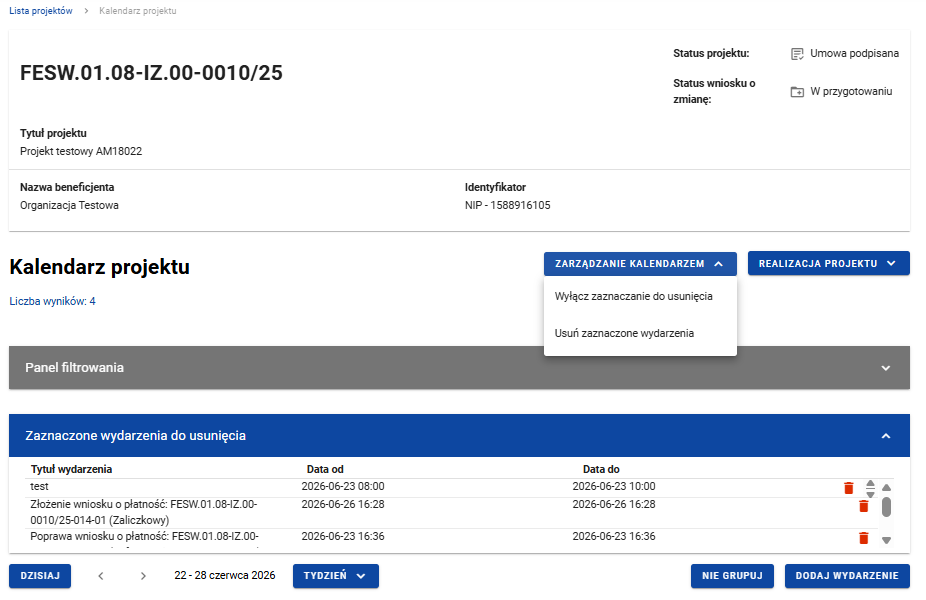 Lista projektów > Kalendarz projektu
FESW.01.08-IZ.00-0010/25
Status projektu:
Umowa podpisana
Status wniosku o
zmianę:
W przygotowaniu
Tytuł projektu
Projekt testowy AM18022
Nazwa beneficjenta
Organizacja Testowa
Identyfikator
NIP - 1588916105
Kalendarz projektu
Liczba wyników: 4
ZARZĄDZANIE KALENDARZEM
REALIZACJA PROJEKTU
Wyłącz zaznaczanie do usunięcia
Usuń zaznaczone wydarzenia
Panel filtrowania
Zaznaczone wydarzenia do usunięcia
Tytuł wydarzenia Data od Data do
test 2026-06-23 08:00 2026-06-23 10:00
Złożenie wniosku o płatność: FESW.01.08-IZ.00- 2026-06-26 16:28 2026-06-26 16:28
0010/25-014-01 (Zaliczkowy)
Poprawa wniosku o płatność: FESW.01.08-IZ.00- 2026-06-23 16:36 2026-06-23 16:36
DZISIAJ < > 22 - 28 czerwca 2026 TYDZIEŃ NIE GRUPUJ DODAJ WYDARZENIE